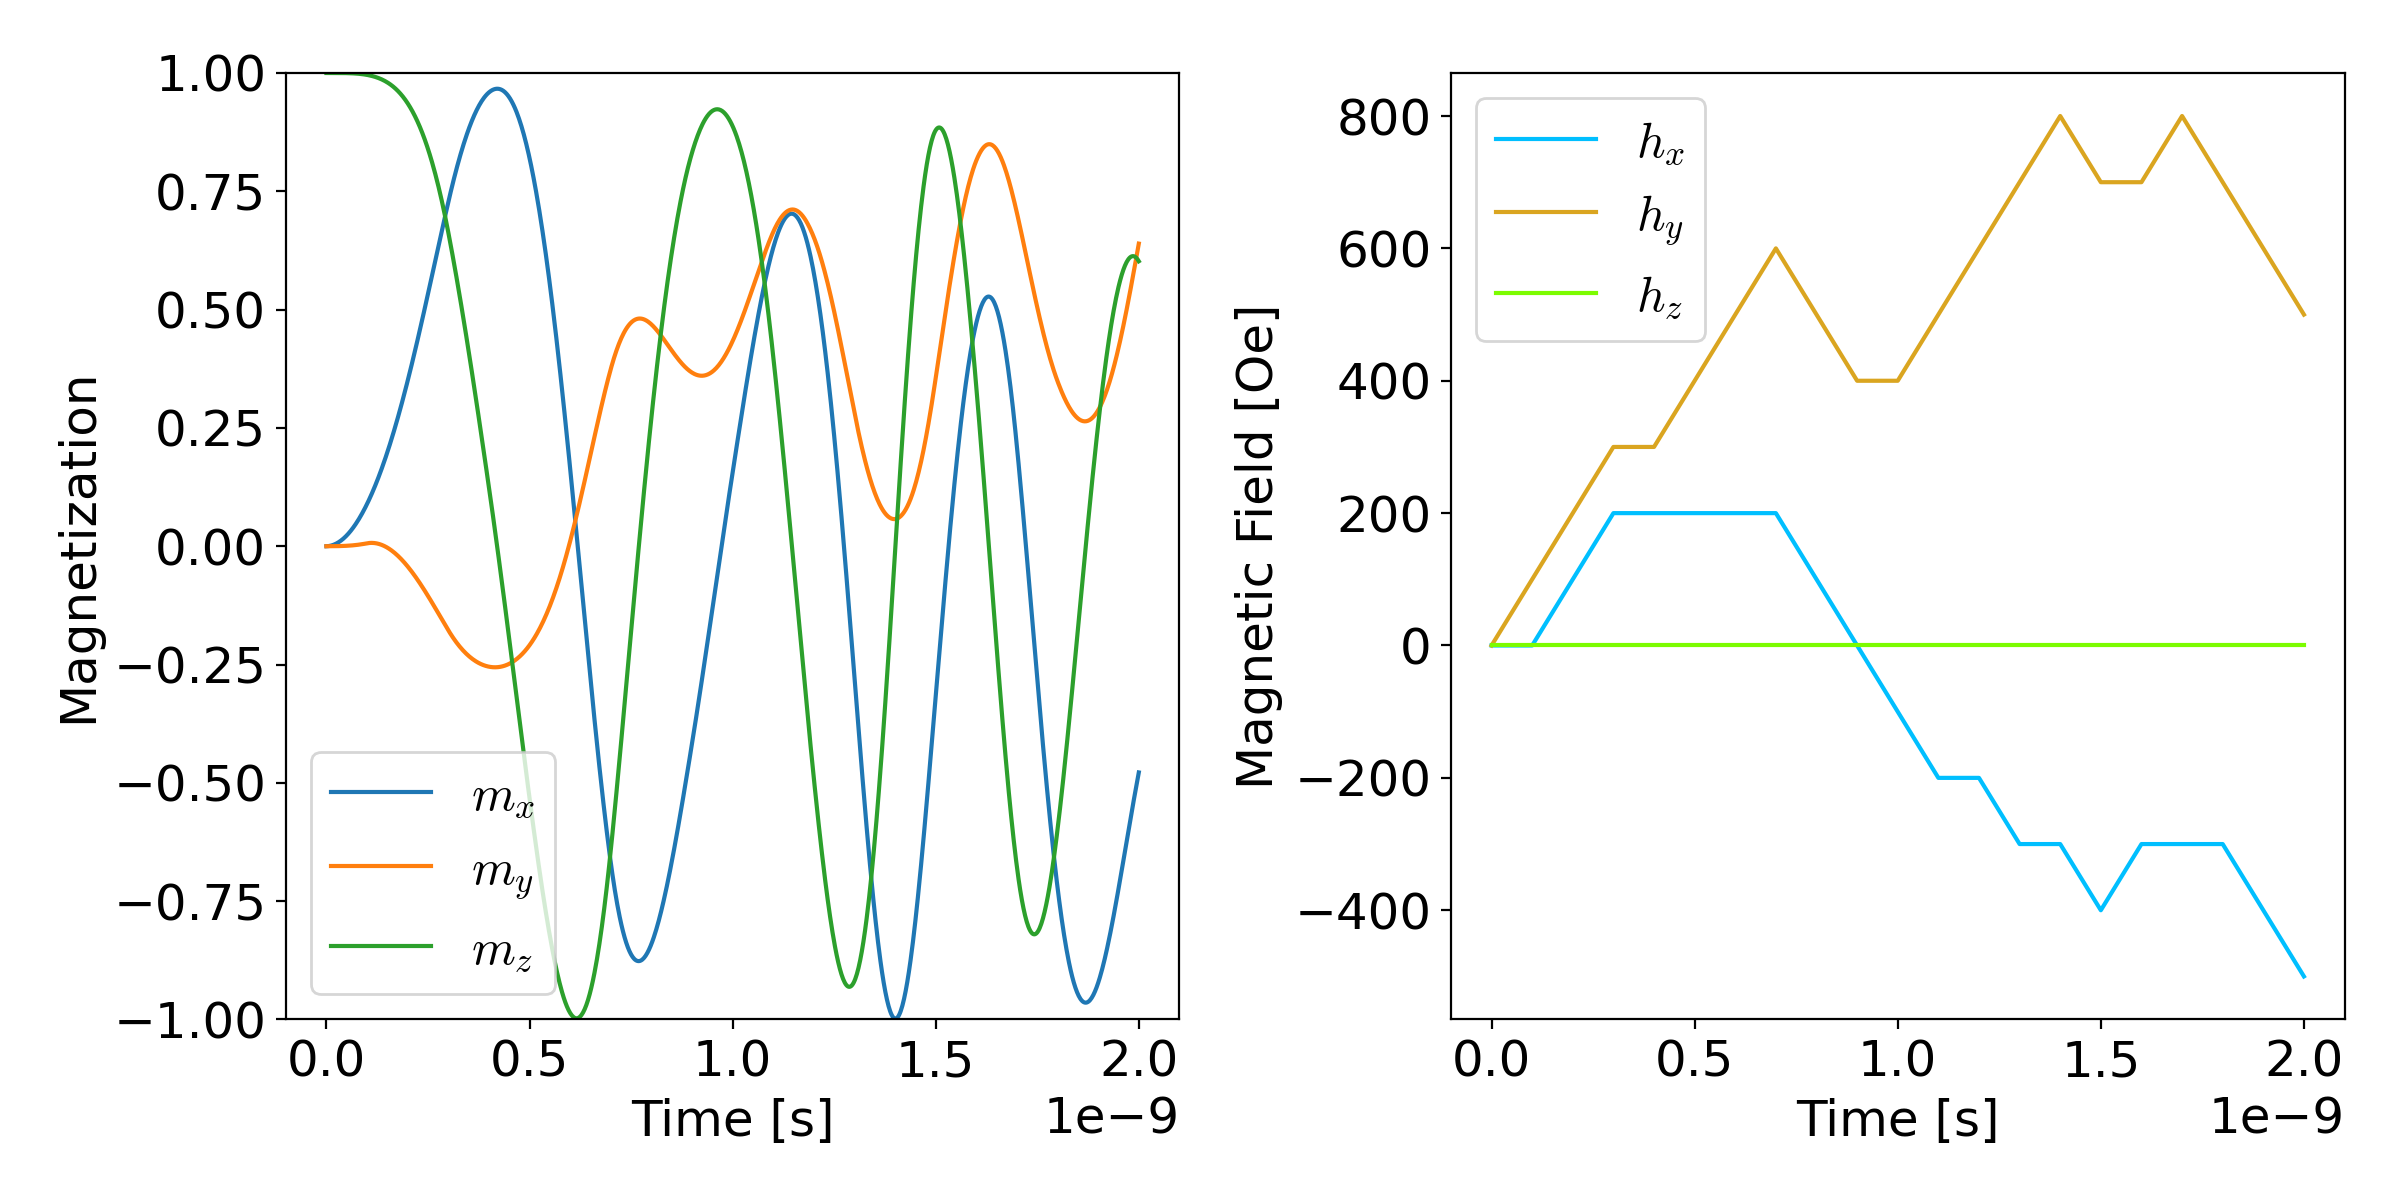 1.00
0.75
0.50
0.25
0.00
−0.25
−0.50
−0.75
−1.00
Magnetization
m_x
m_y
m_z
0.0 0.5 1.0 1.5 2.0
Time [s]
1e−9
800
600
400
200
0
−200
−400
Magnetic Field [Oe]
h_x
h_y
h_z
0.0 0.5 1.0 1.5 2.0
Time [s]
1e−9